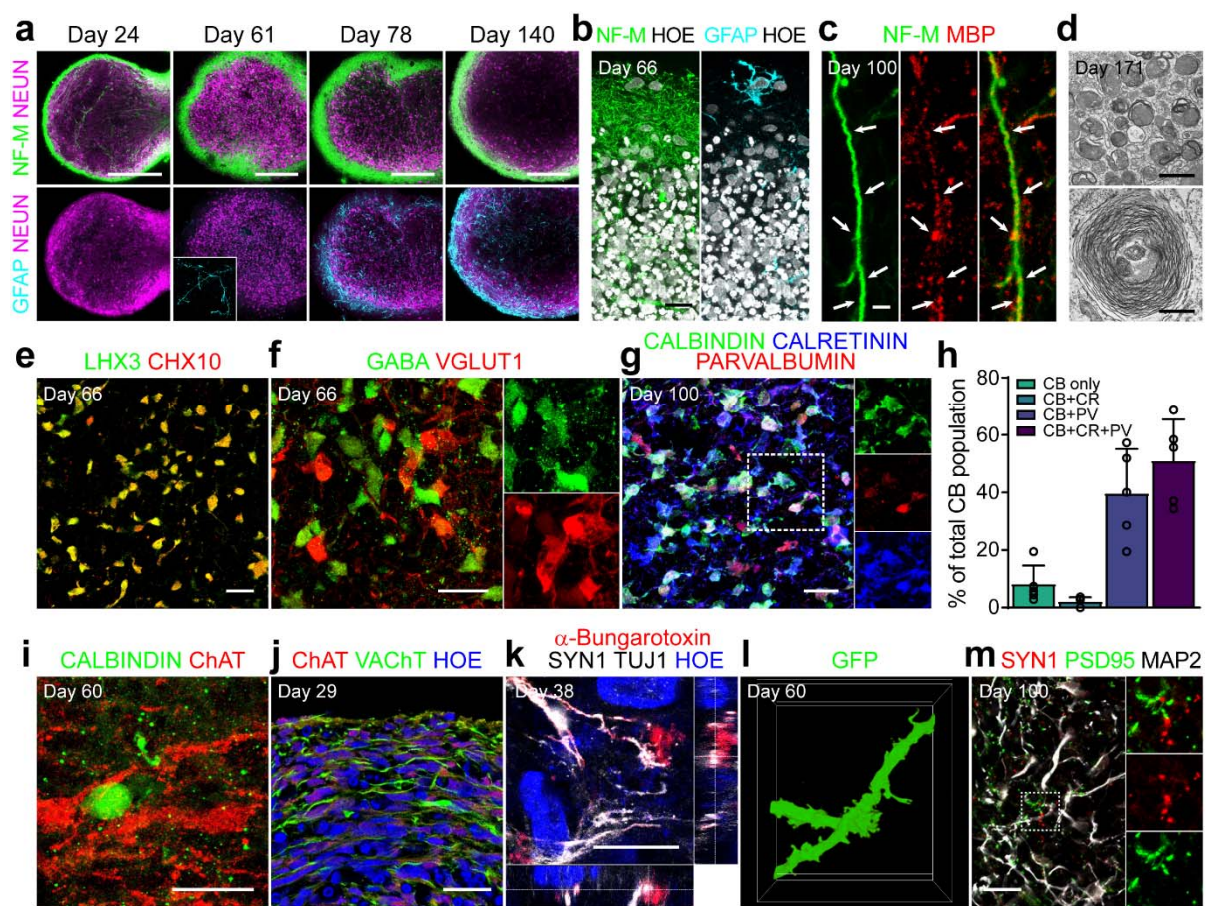 a
Day 24 Day 61 Day 78 Day 140
NF-M NEUN
GFAP NEUN
b
NF-M HOE GFAP HOE
Day 66
c
NF-M MBP
Day 100
d
Day 171
e
LHX3 CHX10
Day 66
f
GABA VGLUT1
Day 66
g
CALBINDIN CALRETININ
PARVALBUMIN
Day 100
h
% of total CB population
80
60
40
20
0
CB only
CB+CR
CB+PV
CB+CR+PV
i
CALBINDIN ChAT
Day 60
j
ChAT VAChT HOE
Day 29
k
α-Bungarotoxin
SYN1 TUJ1 HOE
Day 38
l
GFP
Day 60
m
SYN1 PSD95 MAP2
Day 100